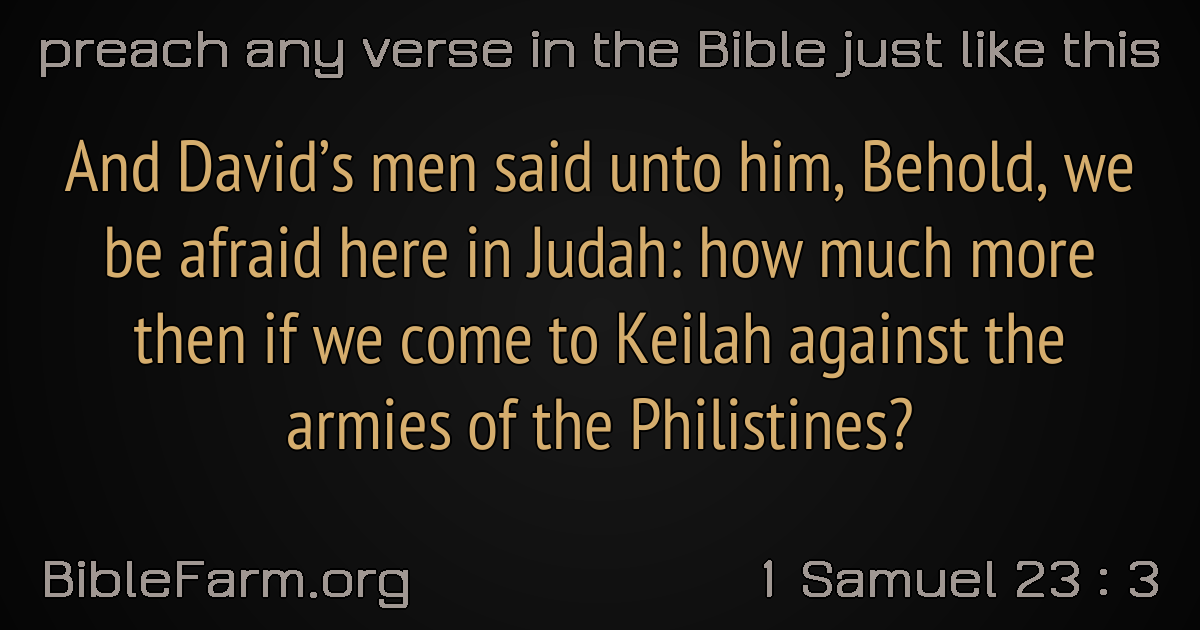 preach any verse in the Bible just like this
And David’s men said unto him, Behold, we
be afraid here in Judah: how much more
then if we come to Keilah against the
armies of the Philistines?
BibleFarm.org
1 Samuel 23 : 3